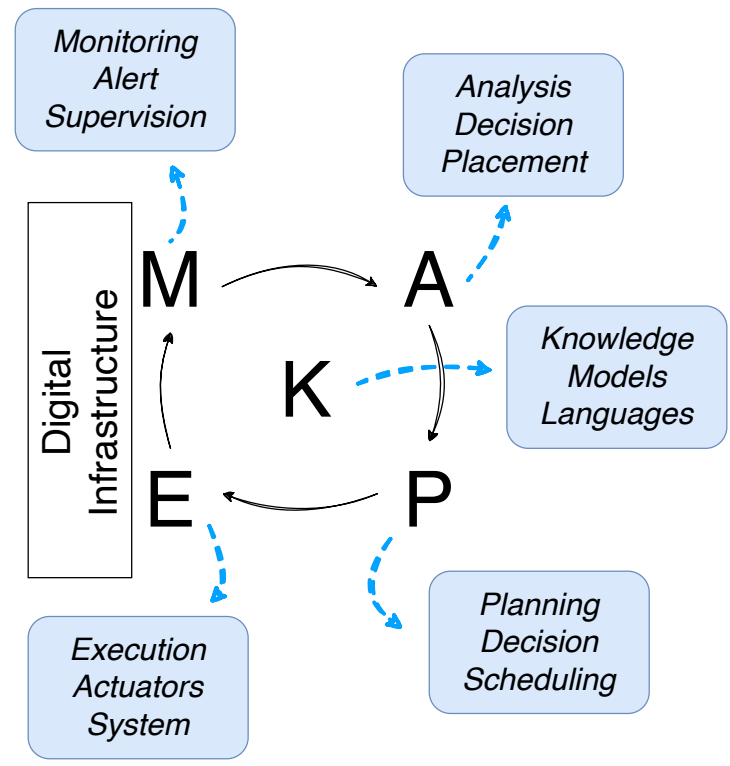 Monitoring
Alert
Supervision
Analysis
Decision
Placement
M
A
Digital
Infrastructure
K
Knowledge
Models
Languages
E
P
Execution
Actuators
System
Planning
Decision
Scheduling